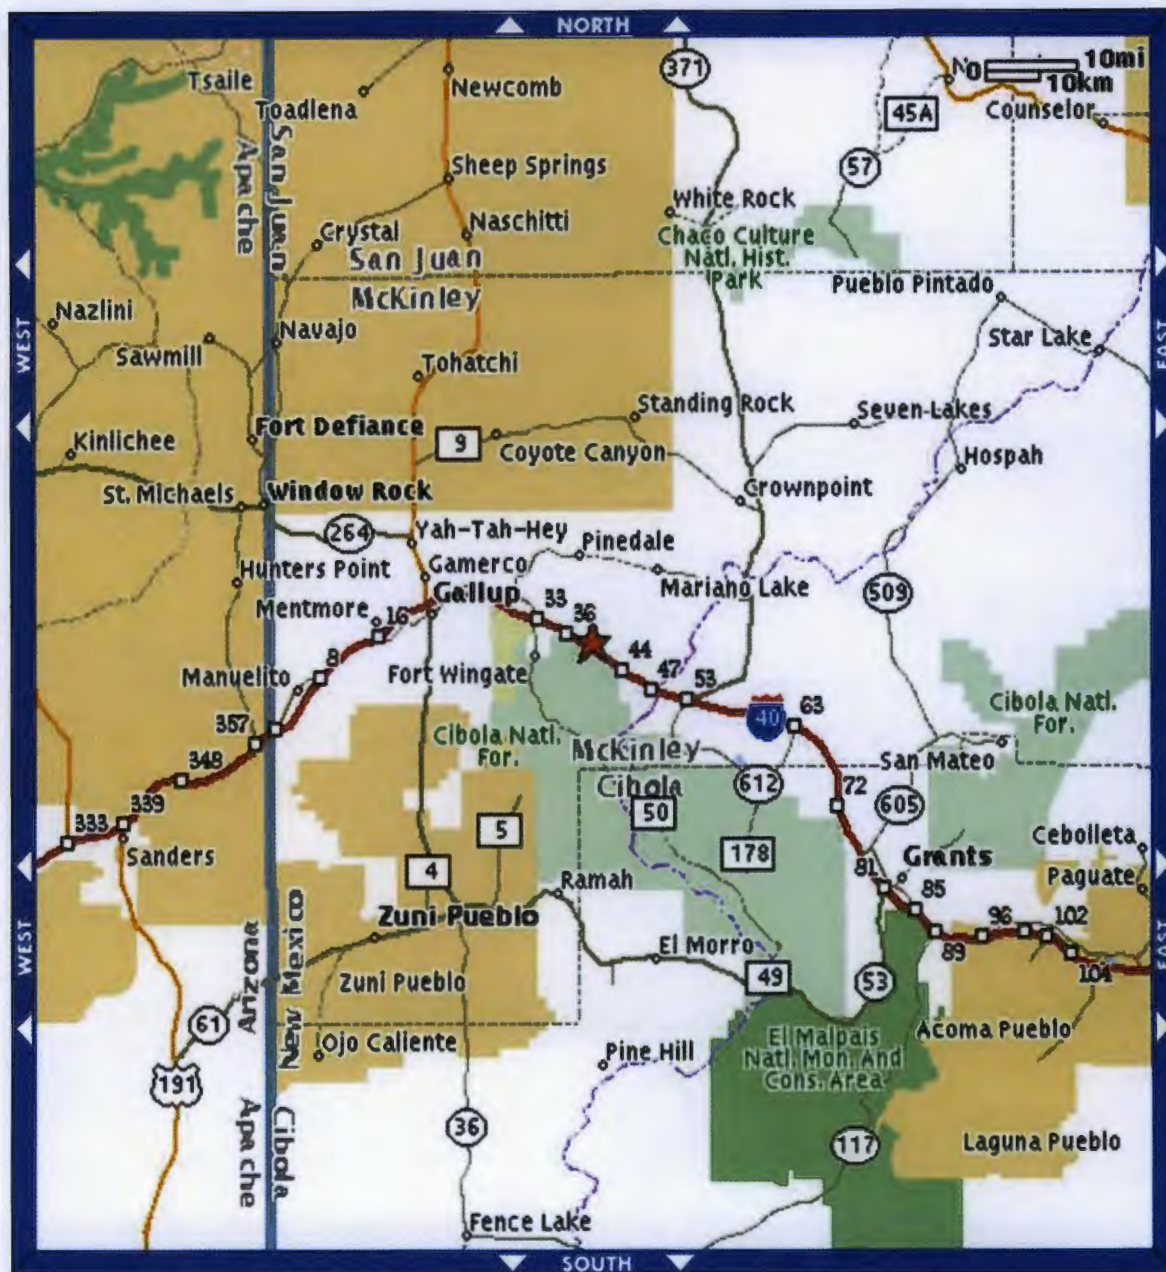 NORTH
Tsaile
Toadlena
Newcomb
371
N
0
10mi
10km
45A
Counselor
Apache
San Juan
Sheep Springs
57
White Rock
Crystal
Naschitti
San Juan
Chaco Culture
Natl. Hist.
Park
McKinley
Pueblo Pintado
Nazlini
Navajo
WEST
Sawmill
Star Lake
EAST
Tohatchi
Standing Rock
Seven Lakes
Kinlichee
Fort Defiance
9
Coyote Canyon
Hospah
St. Michaels
Window Rock
Crownpoint
264
Yah-Tah-Hey
Pinedale
Hunters Point
Gamerco
Mariano Lake
Mentmore
16
Gallup
33
36
509
Manuelito
8
Fort Wingate
44
47
53
40
63
Cibola Natl.
For.
357
Cibola Natl.
For.
McKinley
San Mateo
348
Cibola
612
72
605
333
339
50
Sanders
5
178
Cebolleta
4
81
Grants
Paguate
Ramah
85
Zuni Pueblo
96
102
El Morro
89
104
WEST
Arizona
New Mexico
Zuni Pueblo
49
53
EAST
61
Ojo Caliente
Acoma Pueblo
Pine Hill
El Malpais
Natl. Mon. And
Cons. Area
191
Apache
Cibola
36
117
Laguna Pueblo
Fence Lake
SOUTH